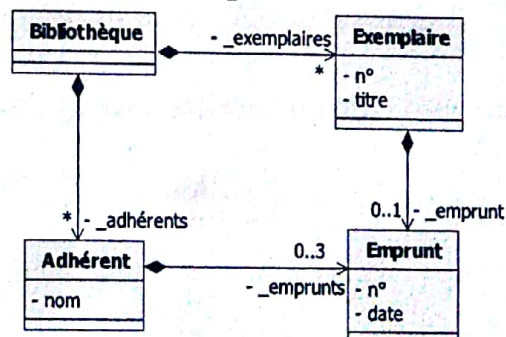 Bibliothèque
- _exemplaires
*
Exemplaire
- n°
- titre
* - _adhérents
0..1 - _emprunt
Adhérent
- nom
0..3
- _emprunts
Emprunt
- n°
- date